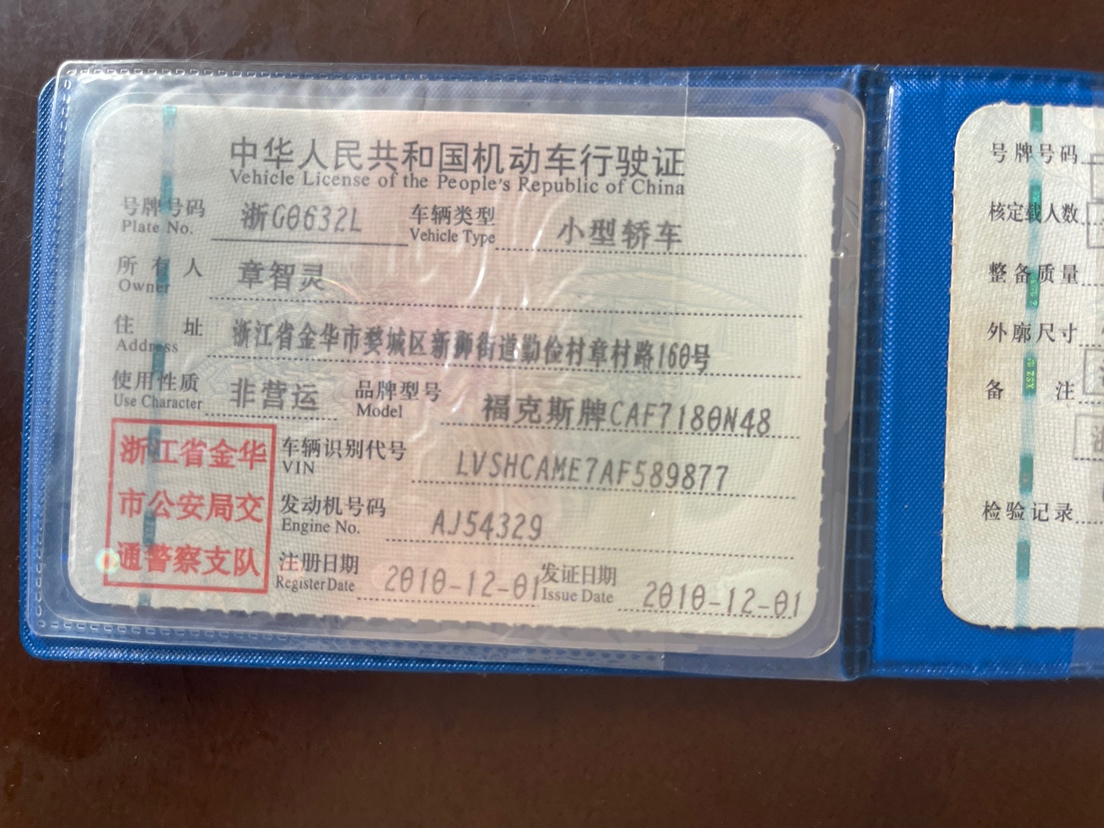 中华人民共和国机动车行驶证
Vehicle License of the People's Republic of China
号牌号码 浙G0632L 车辆类型 小型轿车
Plate No. Vehicle Type
所有人 章智灵
Owner
住址 浙江省金华市婺城区新狮街道勤俭村章村路160号
Address
使用性质 非营运 品牌型号 福克斯牌CAF7180N48
Use Character Model
浙江省金华
市公安局交
通警察支队
车辆识别代号 LVSHCAME7AF589877
VIN
发动机号码 AJ54329
Engine No.
注册日期 2010-12-01 发证日期 2010-12-01
Register Date Issue Date
号牌号码
核定载人数
整备质量
外廓尺寸
备注
检验记录